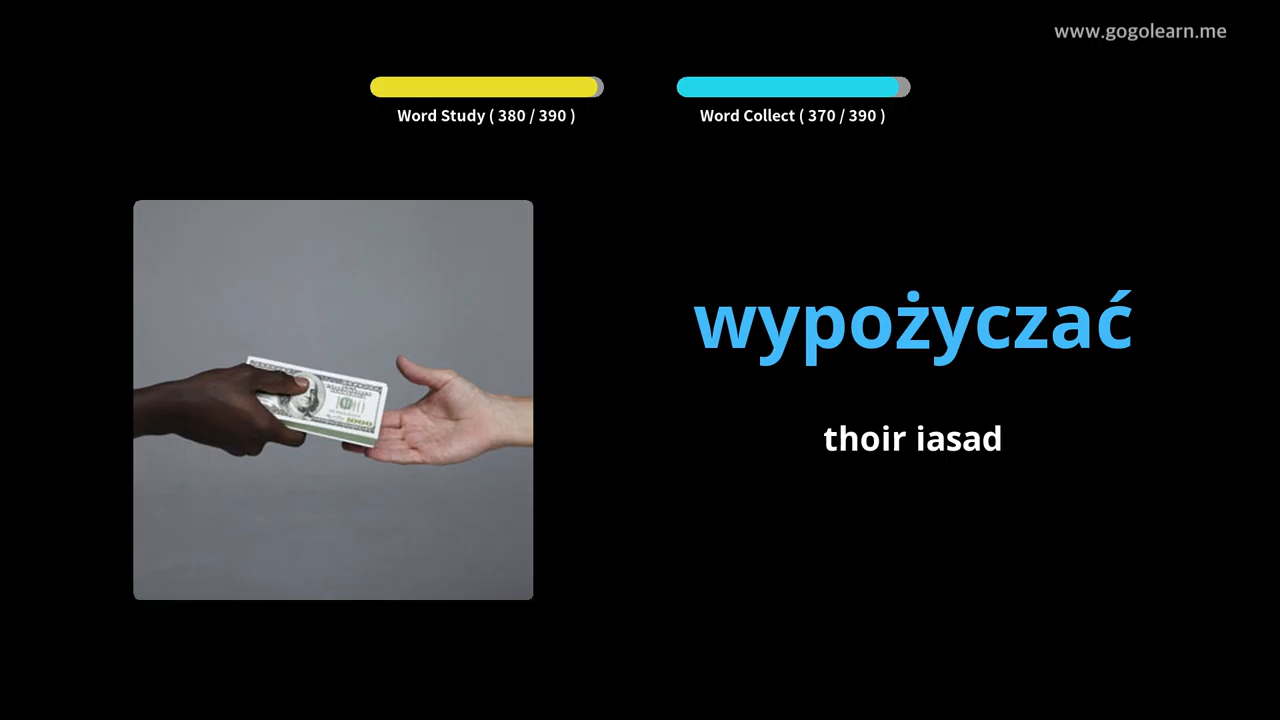 www.gogolearn.me
Word Study ( 380 / 390 )
Word Collect ( 370 / 390 )
wypożyczać
thoir iasad